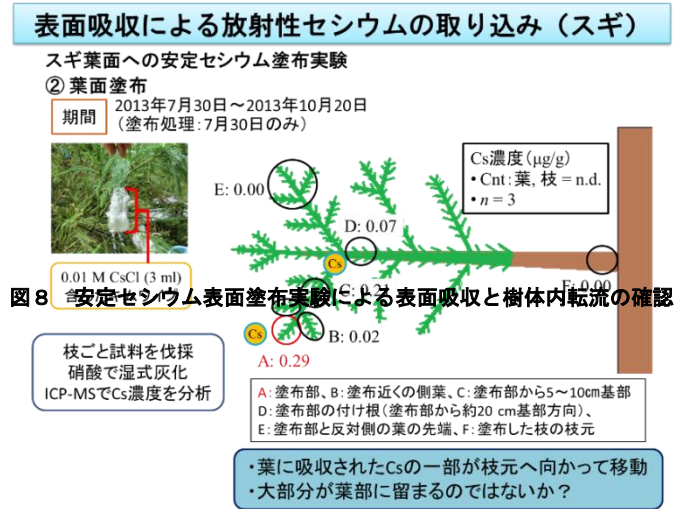 表面吸収による放射性セシウムの取り込み（スギ）
スギ葉面への安定セシウム塗布実験
② 葉面塗布
期間
2013年7月30日～2013年10月20日
（塗布処理：7月30日のみ）
Cs濃度（μg/g）
• Cnt：葉, 枝 = n.d.
• n = 3
E: 0.00
D: 0.07
Cs
0.01 M CsCl (3 ml)
図８　安定セシウム表面塗布実験による表面吸収と樹体内転流の確認
Cs
B: 0.02
A: 0.29
枝ごと試料を伐採
硝酸で湿式灰化
ICP-MSでCs濃度を分析
A：塗布部、B：塗布近くの側葉、C：塗布部から5～10㎝基部
D：塗布部の付け根（塗布部から約20 cm基部方向）、
E：塗布部と反対側の葉の先端、F：塗布した枝の枝元
・葉に吸収されたCsの一部が枝元へ向かって移動
・大部分が葉部に留まるのではないか？